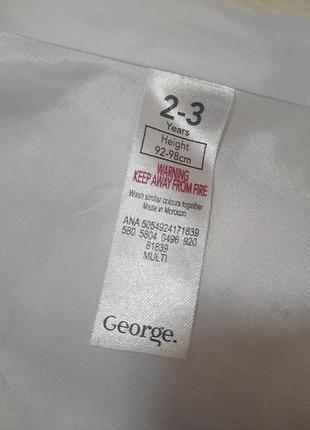 2-3
Years
Height
92-98cm
WARNING
KEEP AWAY FROM FIRE
Wash similar colours together
Made in Morocco
ANA 5054924171839
580 5804 0496 920
B1839
MULTI
George.